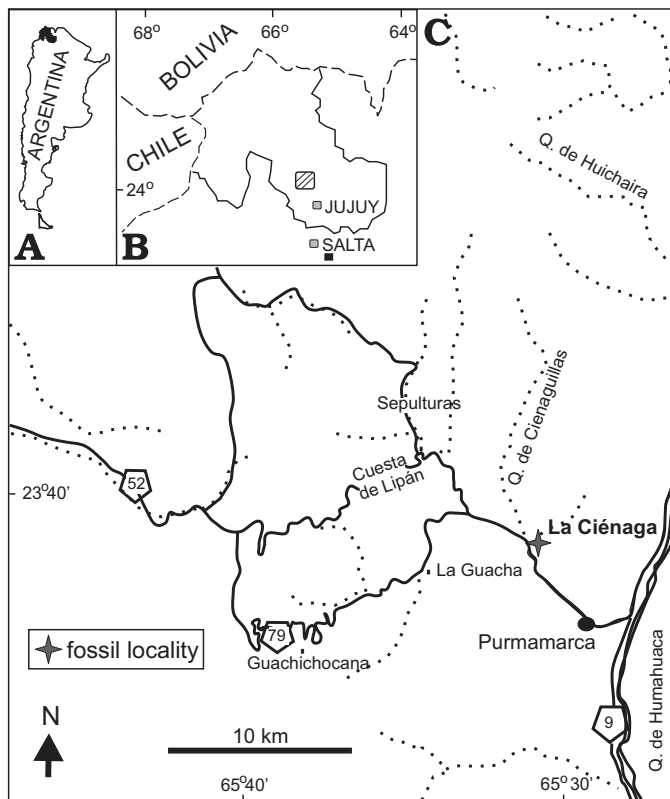 A
ARGENTINA
B
68°
66°
64°
BOLIVIA
CHILE
24°
JUJUY
SALTA
C
Q. de Huichaira
Sepulturas
Q. de Cienaguillas
Cuesta
de Lipán
52
23°40'
La Ciénaga
La Guacha
79
Guachichocana
Purmamarca
fossil locality
9
Q. de Humahuaca
N
10 km
65°40'
65°30'